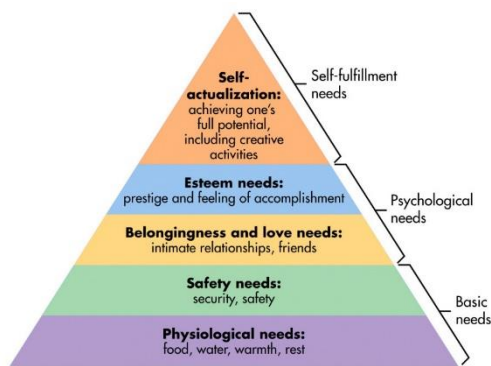 Self-
actualization:
achieving one's
full potential,
including creative
activities
Self-fulfillment
needs
Esteem needs:
prestige and feeling of accomplishment
Belongingness and love needs:
intimate relationships, friends
Psychological
needs
Safety needs:
security, safety
Physiological needs:
food, water, warmth, rest
Basic
needs